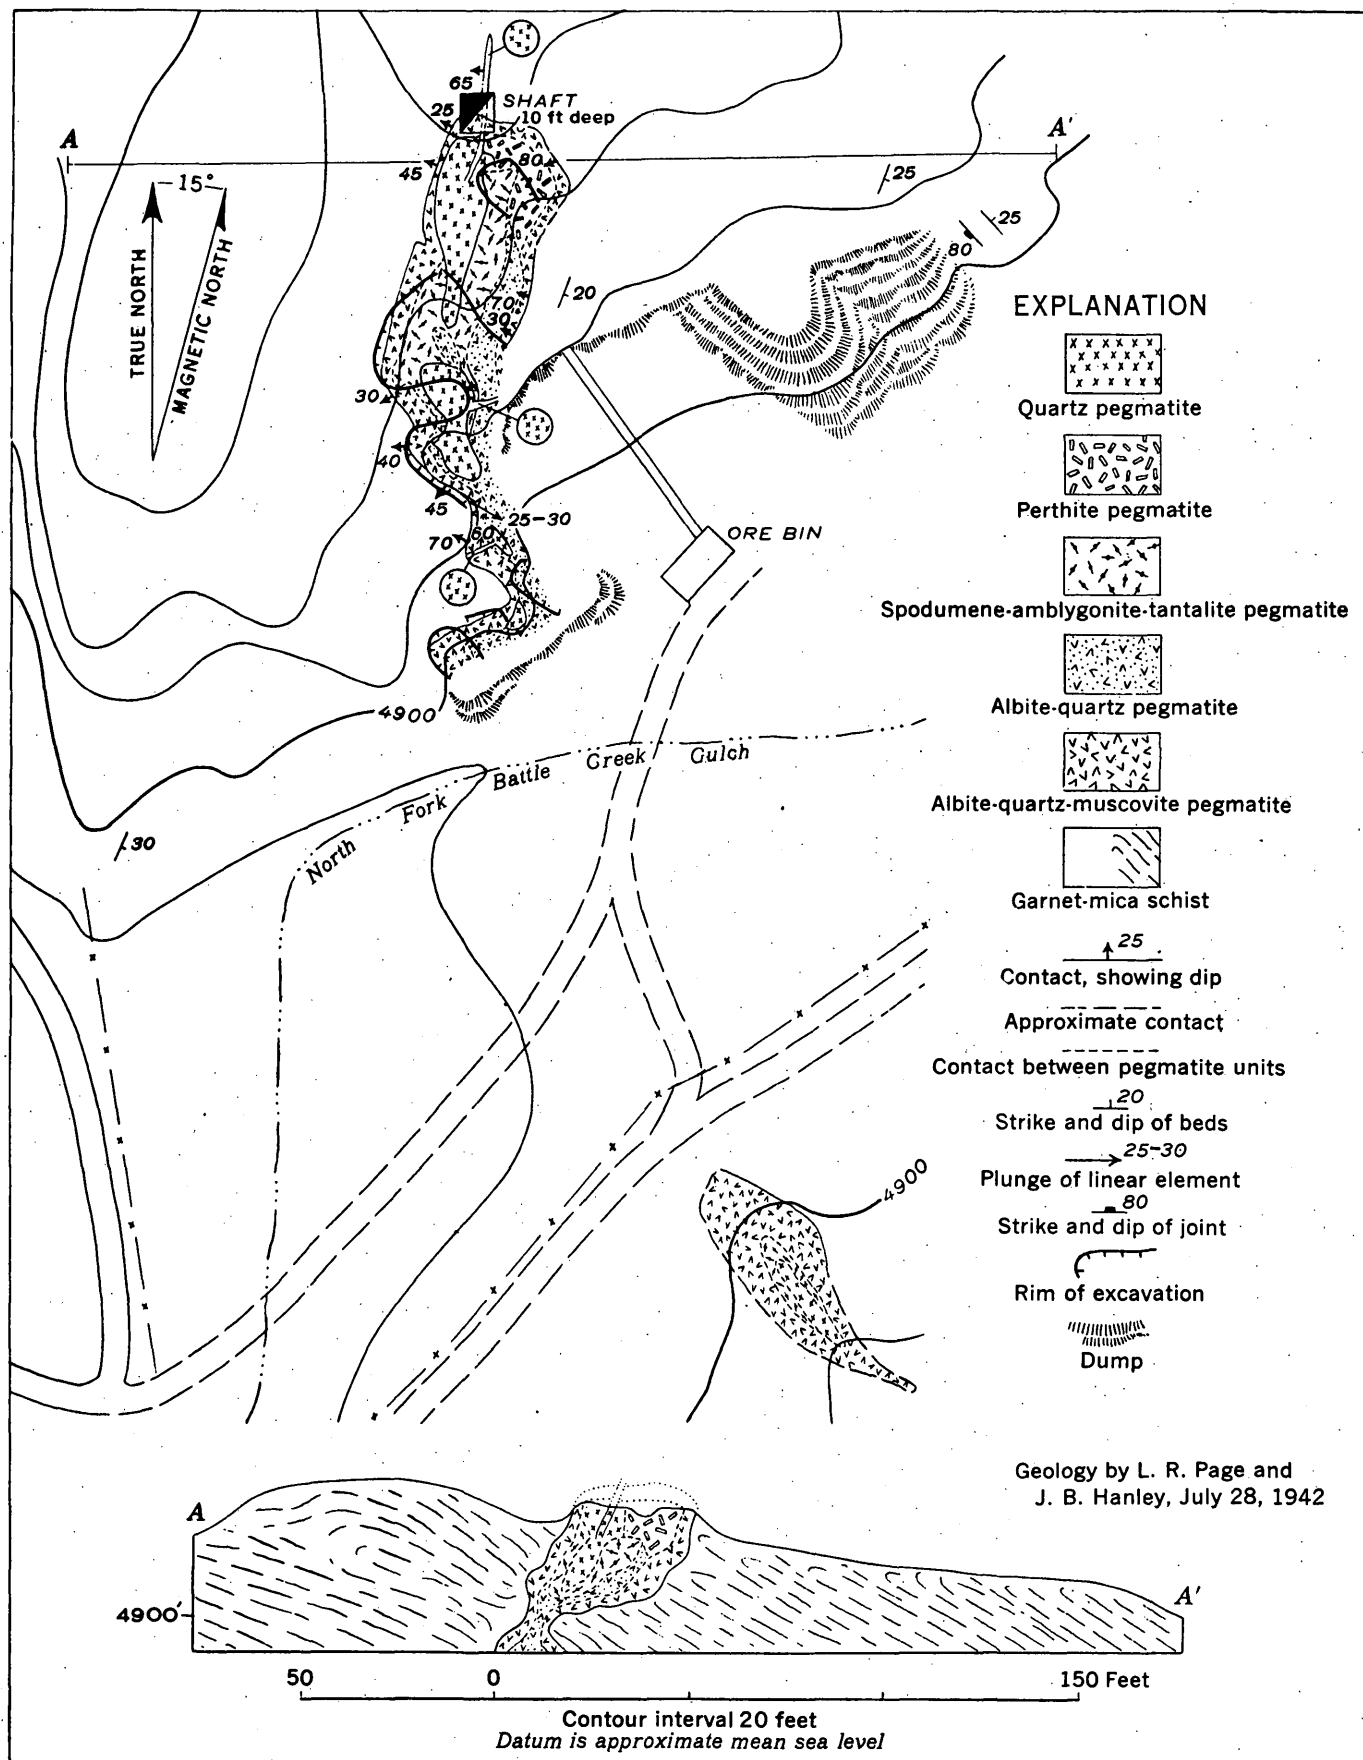 65
SHAFT
10 ft deep
25
A
A'
45
80
25
15°
TRUE NORTH
MAGNETIC NORTH
25
80
20
70
30
30
40
45
25-30
70
60
ORE BIN
4900
North Fork Battle Creek Gulch
30
4900
EXPLANATION
Quartz pegmatite
Perthite pegmatite
Spodumene-amblygonite-tantalite pegmatite
Albite-quartz pegmatite
Albite-quartz-muscovite pegmatite
Garnet-mica schist
25
Contact, showing dip
Approximate contact
Contact between pegmatite units
20
Strike and dip of beds
25-30
Plunge of linear element
80
Strike and dip of joint
Rim of excavation
Dump
Geology by L. R. Page and
J. B. Hanley, July 28, 1942
A
A'
4900'
50 0 150 Feet
Contour interval 20 feet
Datum is approximate mean sea level